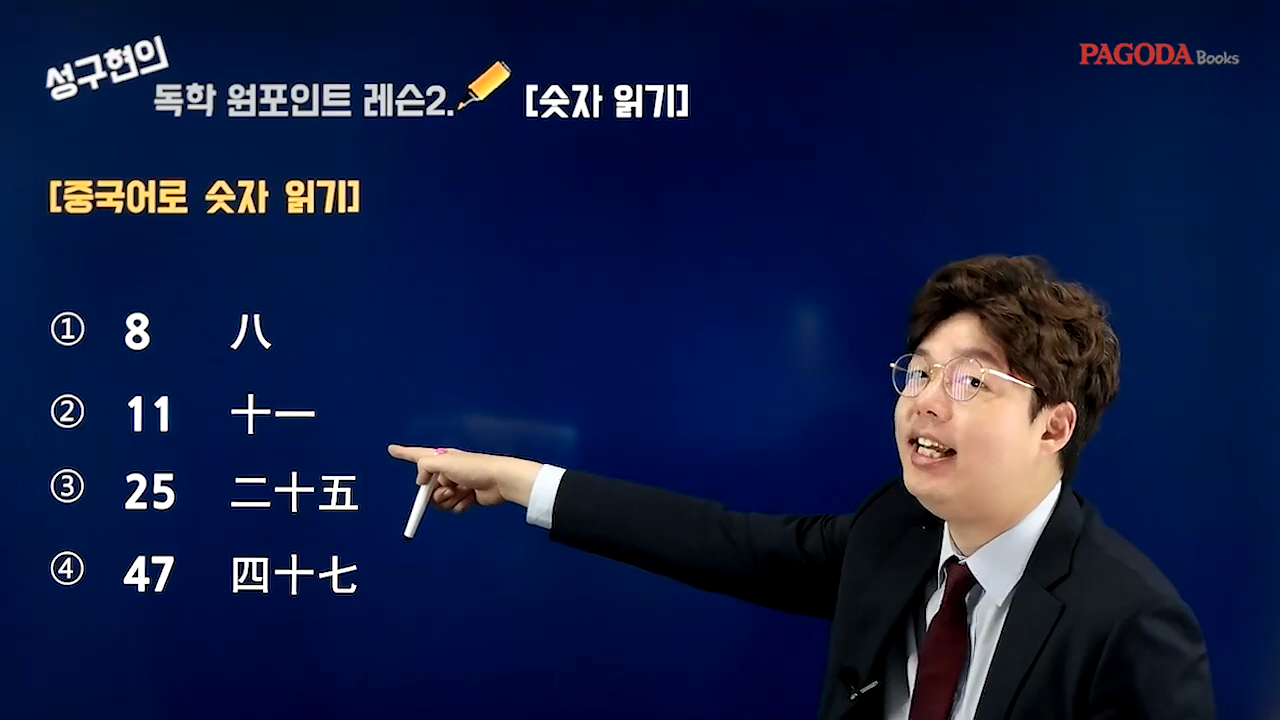 성구현의
독학 원포인트 레슨2. [숫자 읽기]
PAGODA Books
[중국어로 숫자 읽기]
① 8 八
② 11 十一
③ 25 二十五
④ 47 四十七